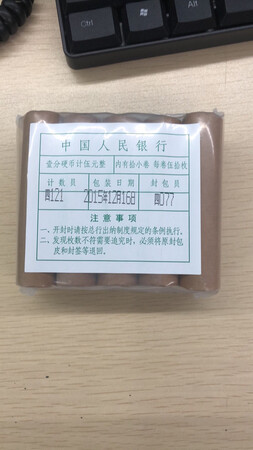 Ctrl
Alt
中国人民银行
壹分硬币计伍元整 内有拾小卷 每卷伍拾枚
计数员 包装日期 封包员
121 2015年12月16日 077
注意事项
一、开封时请按总行出纳制度规定的条例执行。
二、发现枚数不符需要追究时，必须将原封包
皮和封签等退回。